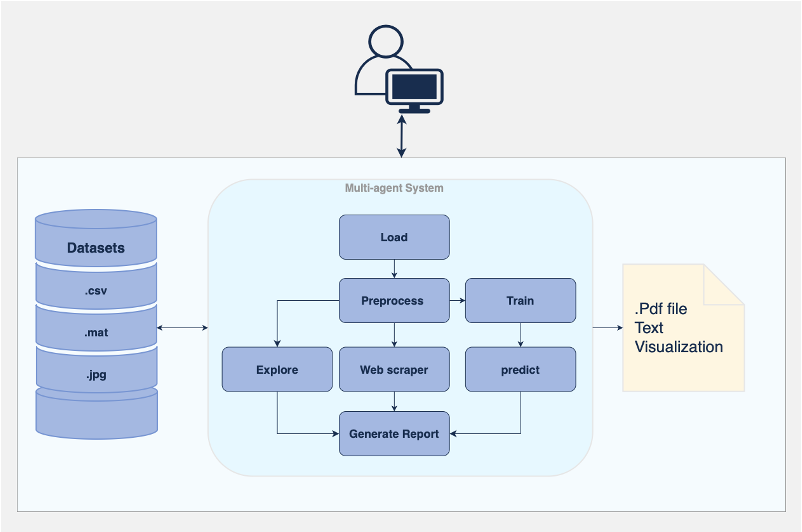 Multi-agent System
Datasets
.csv
.mat
.jpg
Load
Preprocess
Train
Explore
Web scraper
predict
Generate Report
.Pdf file
Text
Visualization